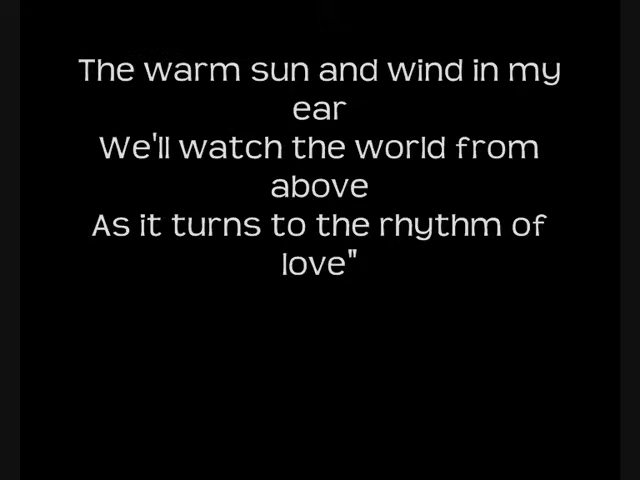 The warm sun and wind in my
ear
We'll watch the world from
above
As it turns to the rhythm of
love"